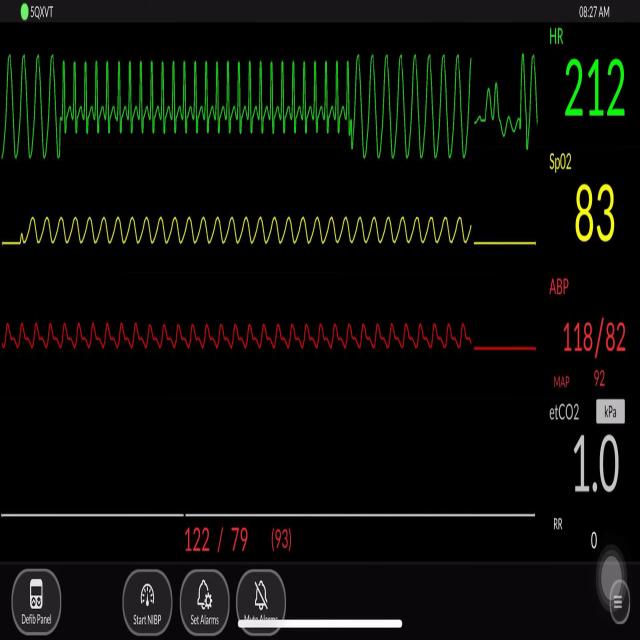 5QXVT
08:27 AM
HR
212
SpO2
83
ABP
118/82
MAP 92
etCO2 kPa
1.0
RR
0
122 / 79 (93)
Defib Panel
Start NIBP
Set Alarms
Mute Alarms